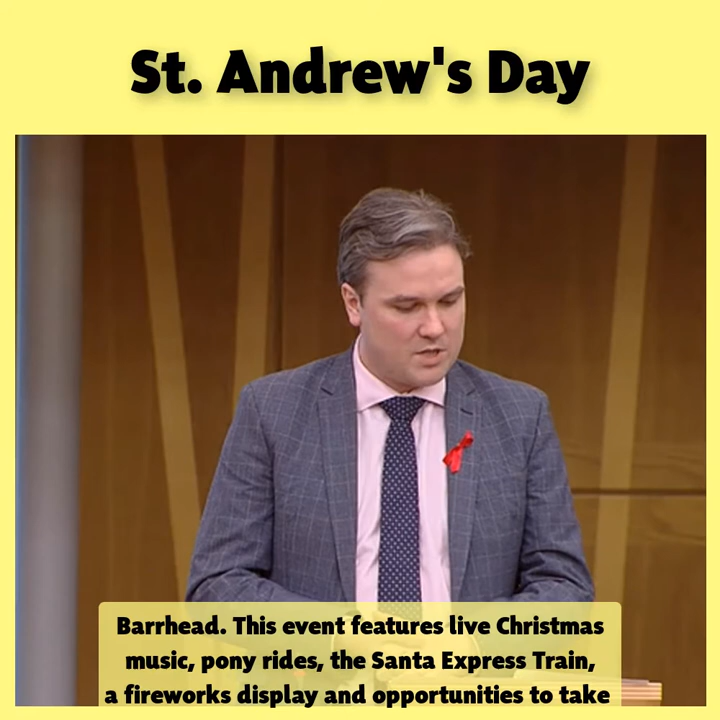 St. Andrew's Day
Barrhead. This event features live Christmas
music, pony rides, the Santa Express Train,
a fireworks display and opportunities to take